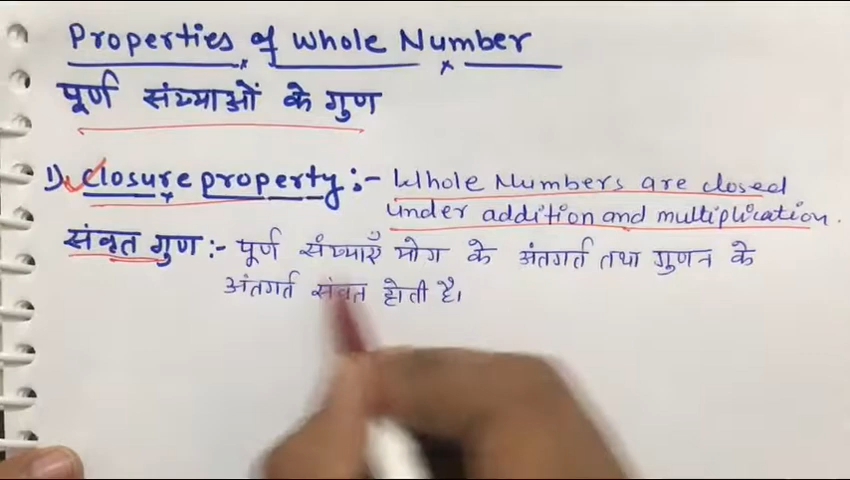 Properties of Whole Number
पूर्ण संख्याओं के गुण
1) Closure property :- Whole Numbers are closed
under addition and multiplication.
संवृत गुण :- पूर्ण संख्याएँ योग के अंतगर्त तथा गुणन के
अंतगर्त संवृत होती है।